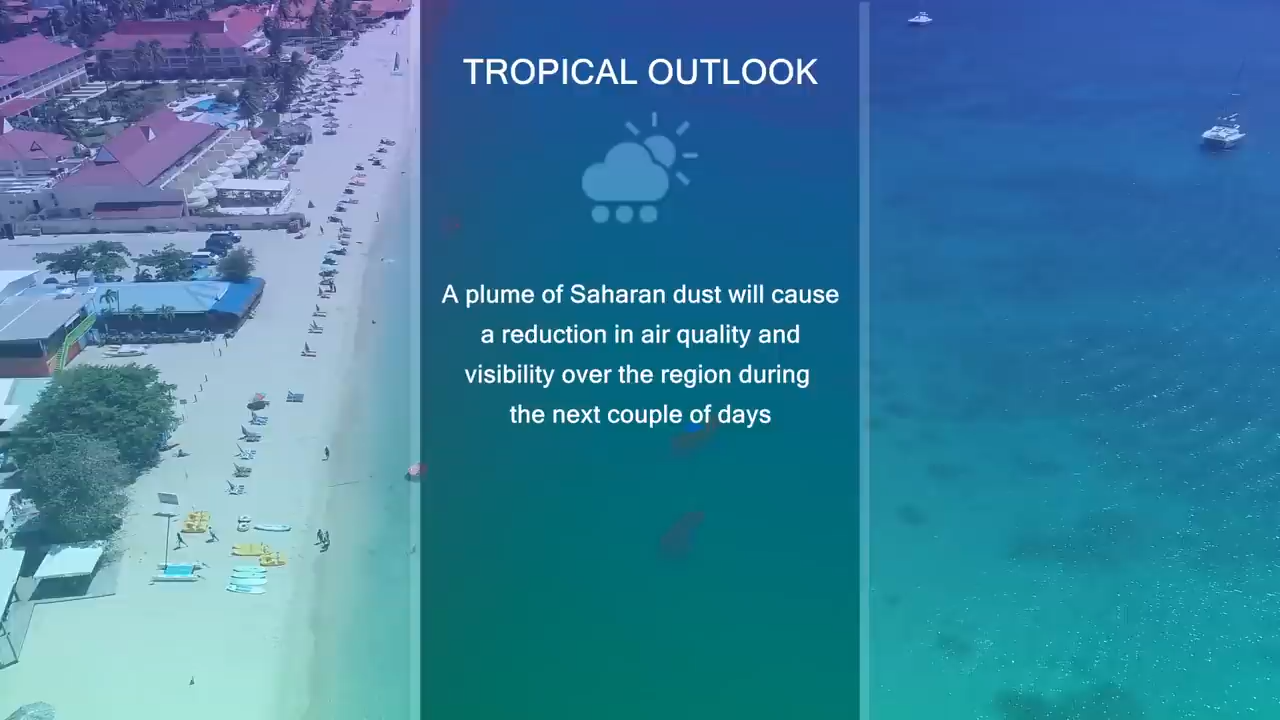 TROPICAL OUTLOOK
A plume of Saharan dust will cause
a reduction in air quality and
visibility over the region during
the next couple of days